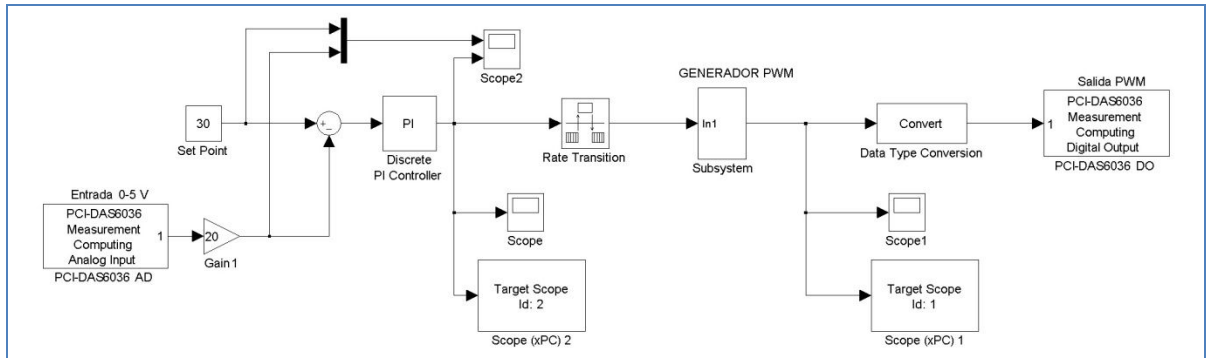 Scope2
GENERADOR PWM
Salida PWM
30
Set Point
+
-
PI
Discrete
PI Controller
Rate Transition
In1
Subsystem
Convert
Data Type Conversion
1
PCI-DAS6036
Measurement
Computing
Digital Output
PCI-DAS6036 DO
Entrada 0-5 V
PCI-DAS6036
Measurement
Computing
Analog Input
1
PCI-DAS6036 AD
20
Gain1
Scope
Scope1
Target Scope
Id: 2
Scope (xPC) 2
Target Scope
Id: 1
Scope (xPC) 1